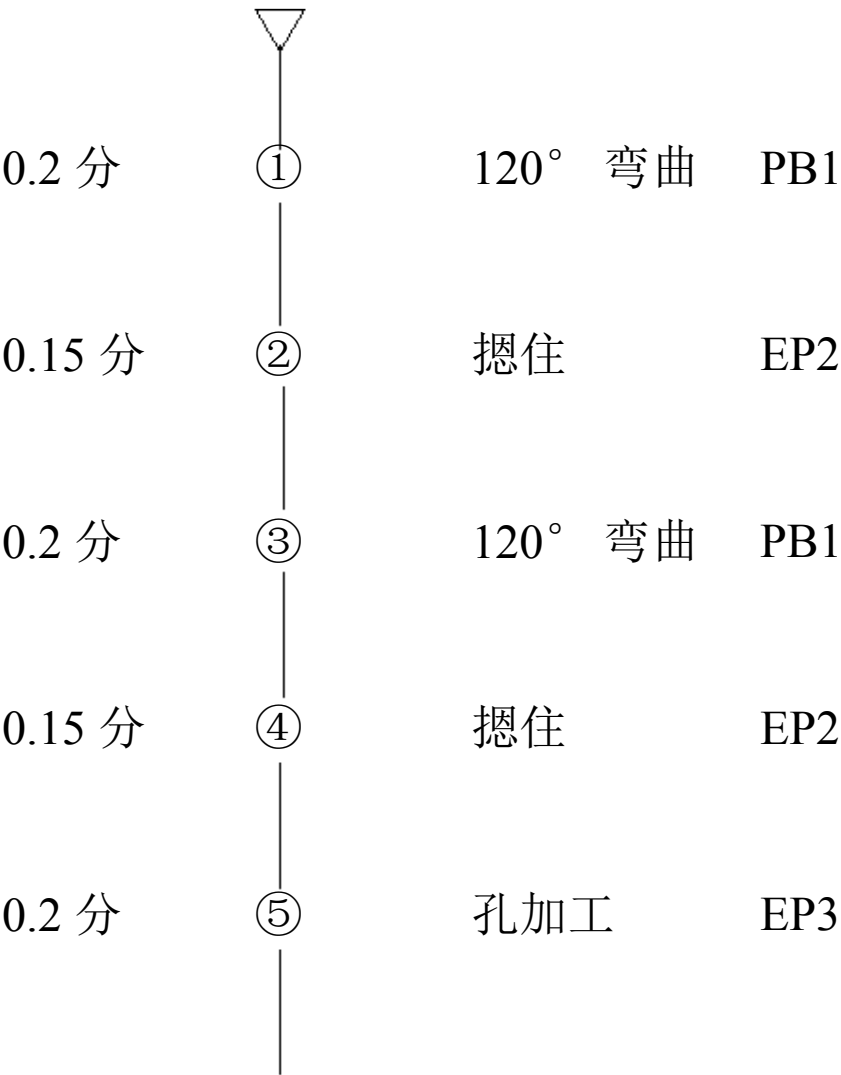 0.2 分 ① 120° 弯曲 PB1
0.15 分 ② 摁住 EP2
0.2 分 ③ 120° 弯曲 PB1
0.15 分 ④ 摁住 EP2
0.2 分 ⑤ 孔加工 EP3